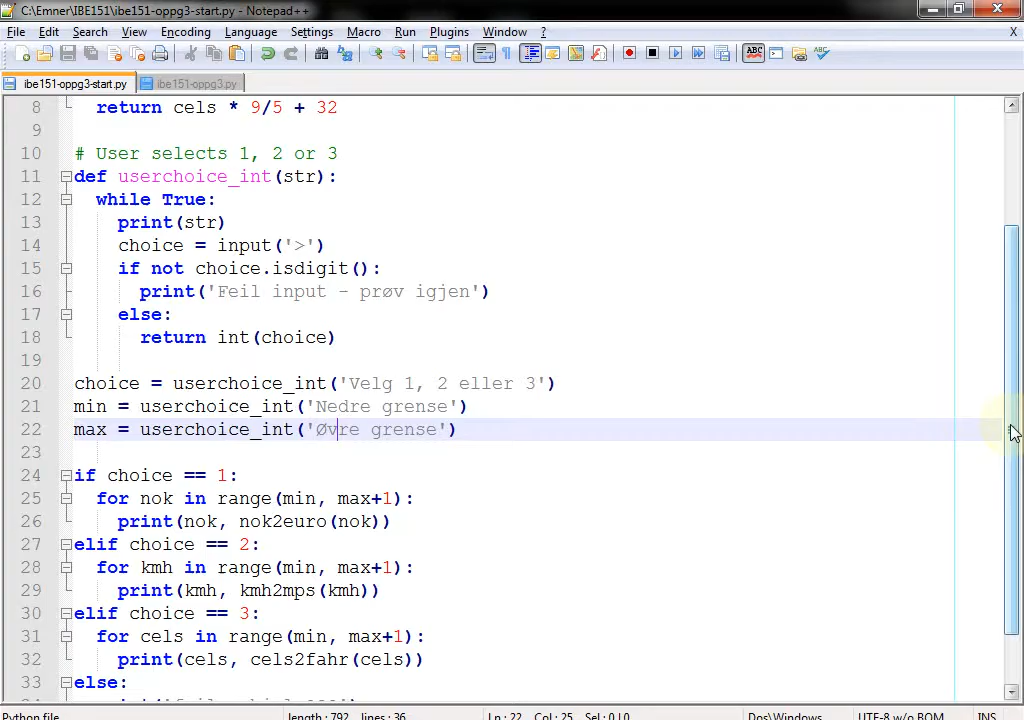 C:\Emner\IBE151\ibe151-oppg3-start.py - Notepad++
File Edit Search View Encoding Language Settings Macro Run Plugins Window ? X
ibe151-oppg3-start.py ibe151-oppg3.py
8 return cels * 9/5 + 32
9
10 # User selects 1, 2 or 3
11 def userchoice_int(str):
12 while True:
13 print(str)
14 choice = input('>')
15 if not choice.isdigit():
16 print('Feil input - prøv igjen')
17 else:
18 return int(choice)
19
20 choice = userchoice_int('Velg 1, 2 eller 3')
21 min = userchoice_int('Nedre grense')
22 max = userchoice_int('Øvre grense')
23
24 if choice == 1:
25 for nok in range(min, max+1):
26 print(nok, nok2euro(nok))
27 elif choice == 2:
28 for kmh in range(min, max+1):
29 print(kmh, kmh2mps(kmh))
30 elif choice == 3:
31 for cels in range(min, max+1):
32 print(cels, cels2fahr(cels))
33 else:
Python file length : 792 lines : 36 Ln : 22 Col : 25 Sel : 0 | 0 Dos\Windows UTF-8 w/o BOM INS